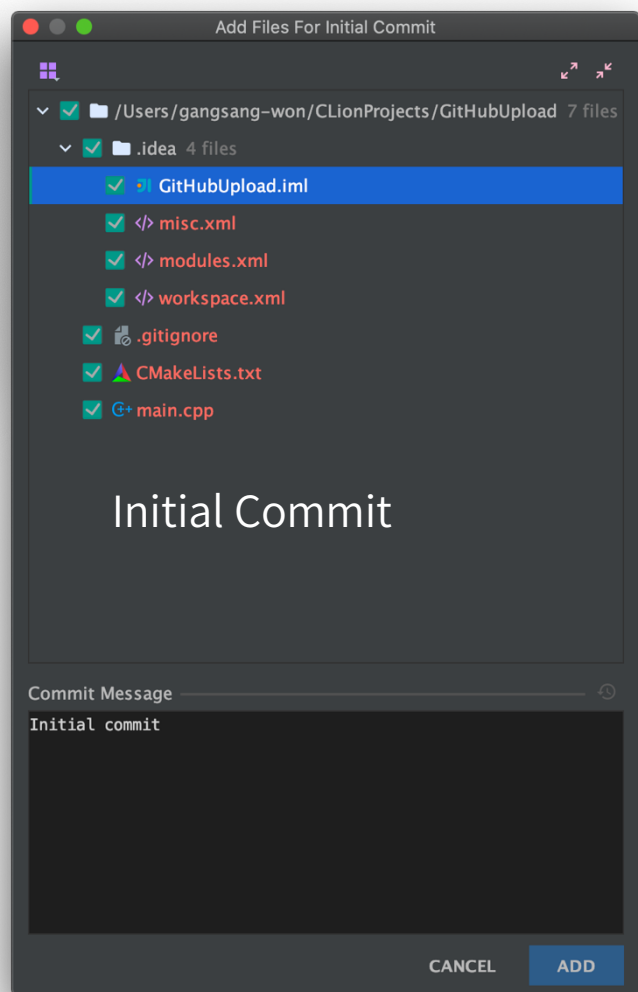 Add Files For Initial Commit
/Users/gangsang-won/CLionProjects/GitHubUpload 7 files
.idea 4 files
GitHubUpload.iml
</> misc.xml
</> modules.xml
</> workspace.xml
.gitignore
CMakeLists.txt
main.cpp
Initial Commit
Commit Message
Initial commit
CANCEL ADD